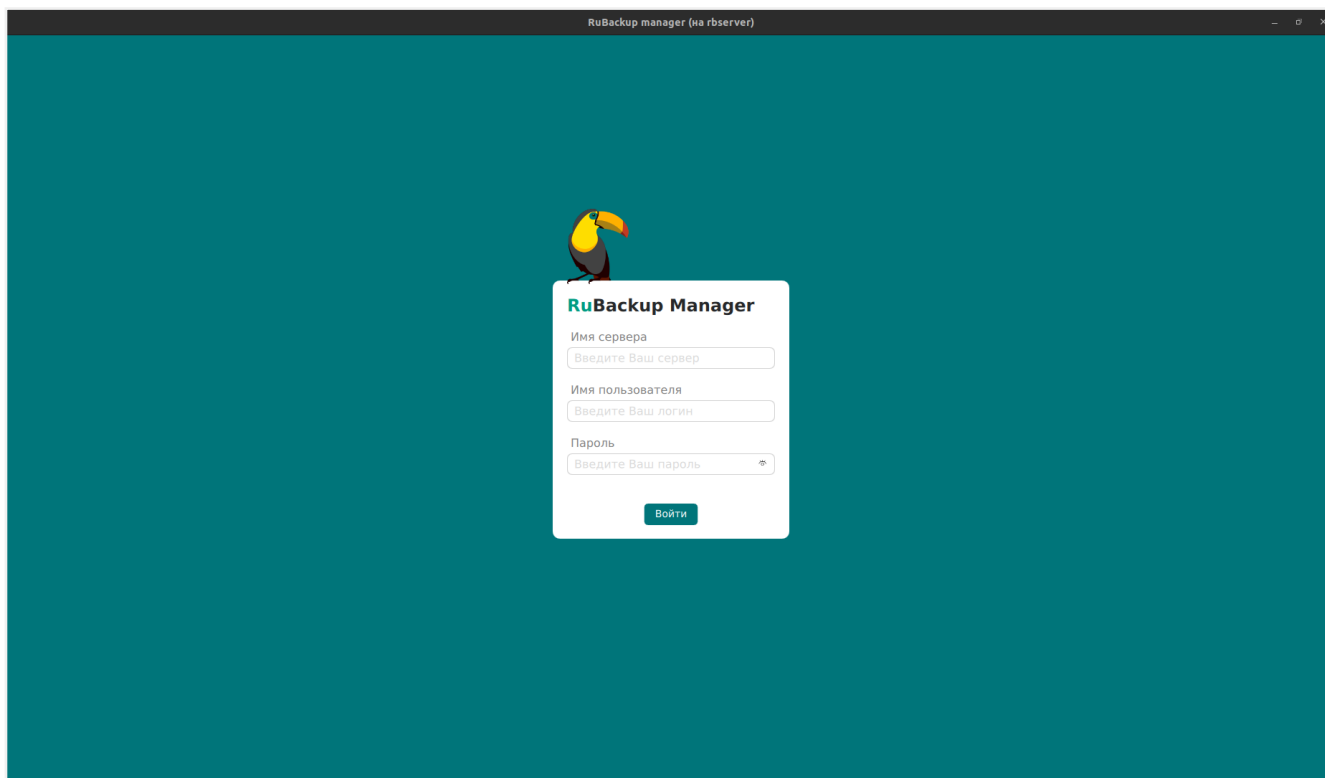 RuBackup manager (на rbserver)
RuBackup Manager
Имя сервера
Введите Ваш сервер
Имя пользователя
Введите Ваш логин
Пароль
Введите Ваш пароль
Войти